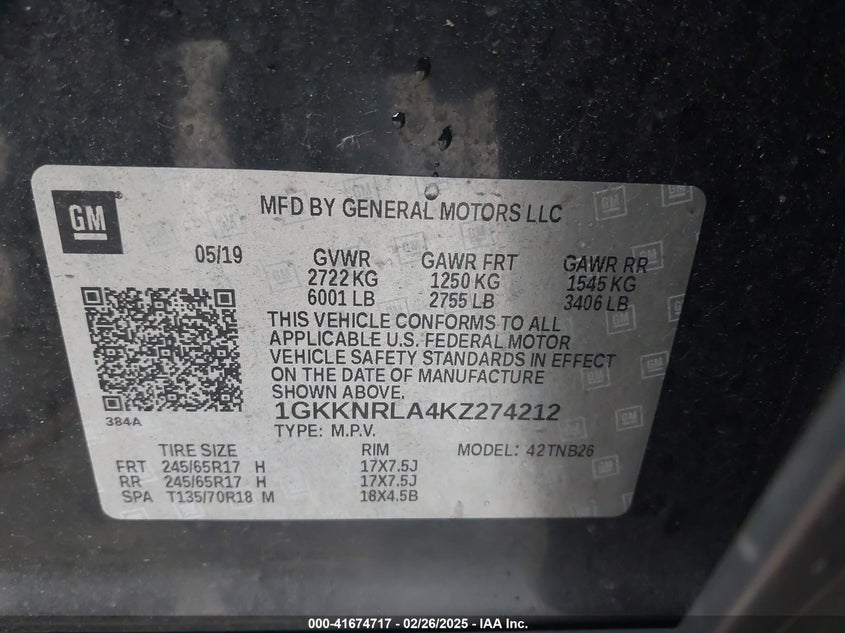 GM
MFD BY GENERAL MOTORS LLC
05/19 GVWR GAWR FRT GAWR RR
2722 KG 1250 KG 1545 KG
6001 LB 2755 LB 3406 LB
THIS VEHICLE CONFORMS TO ALL
APPLICABLE U.S. FEDERAL MOTOR
VEHICLE SAFETY STANDARDS IN EFFECT
ON THE DATE OF MANUFACTURE
SHOWN ABOVE.
384A
1GKKNRLA4KZ274212
TYPE: M.P.V. MODEL: 42TNB26
TIRE SIZE RIM
FRT 245/65R17 H 17X7.5J
RR 245/65R17 H 17X7.5J
SPA T135/70R18 M 18X4.5B
000-41674717 - 02/26/2025 - IAA Inc.